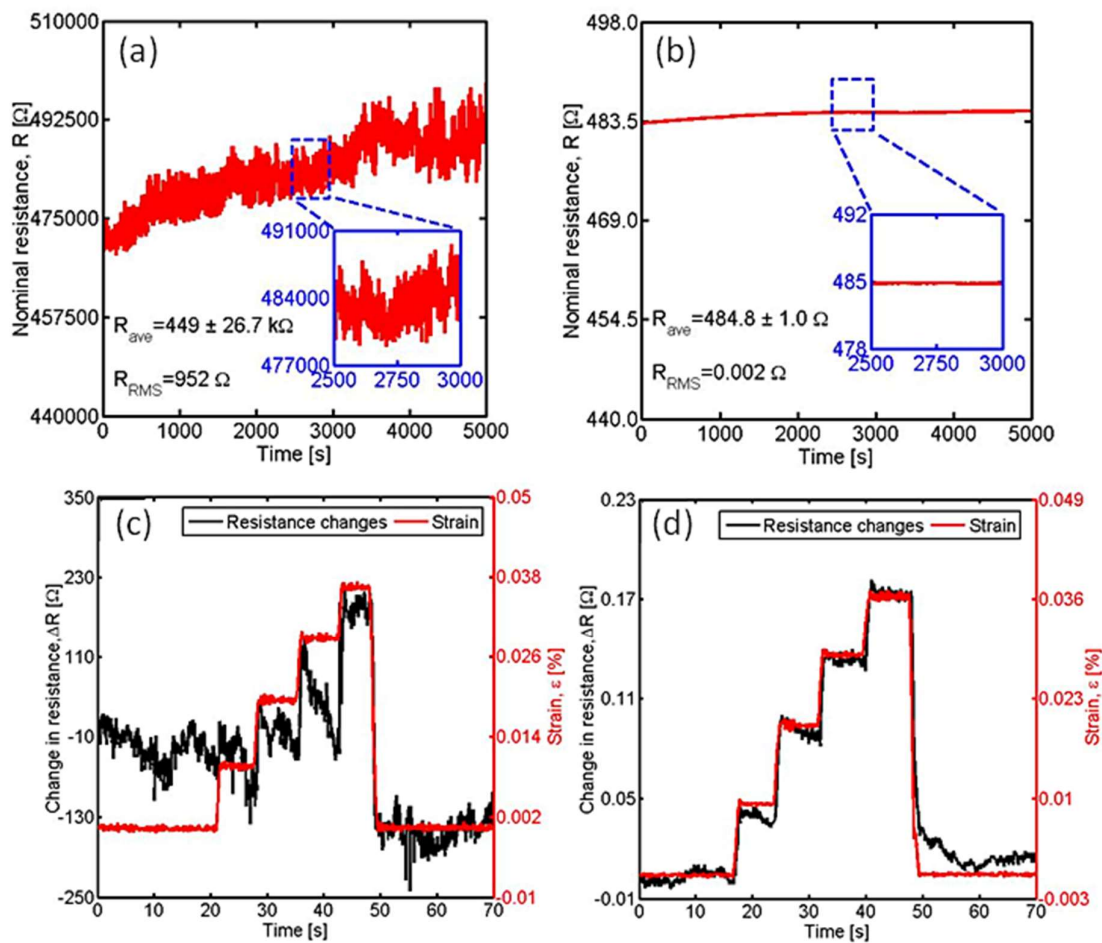 (a)
Nominal resistance, R [Ω]
510000
492500
475000
457500
440000
R_ave=449 ± 26.7 kΩ
R_RMS=952 Ω
491000
484000
477000
2500 2750 3000
0 1000 2000 3000 4000 5000
Time [s]
(b)
Nominal resistance, R [Ω]
498.0
483.5
469.0
454.5
440.0
R_ave=484.8 ± 1.0 Ω
R_RMS=0.002 Ω
492
485
478
2500 2750 3000
0 1000 2000 3000 4000 5000
Time [s]
(c)
Resistance changes Strain
Change in resistance, ΔR [Ω]
350
230
110
-10
-130
-250
0.05
0.038
0.026
0.014
0.002
-0.01
Strain, ε [%]
0 10 20 30 40 50 60 70
Time [s]
(d)
Resistance changes Strain
Change in resistance, ΔR [Ω]
0.23
0.17
0.11
0.05
-0.01
0.049
0.036
0.023
0.01
-0.003
Strain, ε [%]
0 10 20 30 40 50 60 70
Time [s]